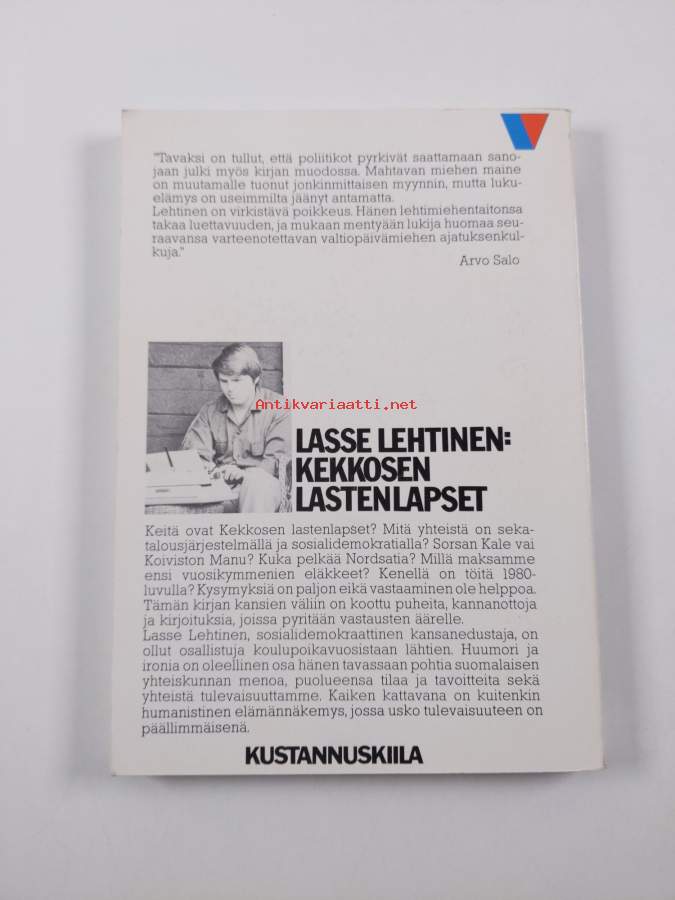 "Tavaksi on tullut, että poliitikot pyrkivät saattamaan sano-
jaan julki myös kirjan muodossa. Mahtavan miehen maine
on muutamalle tuonut jonkinmittaisen myynnin, mutta luku-
elämys on useimmilta jäänyt antamatta.
Lehtinen on virkistävä poikkeus. Hänen lehtimiehentaitonsa
takaa luettavuuden, ja mukaan mentyään lukija huomaa seu-
raavansa varteenotettavan valtiopäivämiehen ajatuksenkul-
kuja."
Arvo Salo
Antikvariaatti.net
LASSE LEHTINEN:
KEKKOSEN
LASTENLAPSET
Keitä ovat Kekkosen lastenlapset? Mitä yhteistä on seka-
talousjärjestelmällä ja sosialidemokratialla? Sorsan Kale vai
Koiviston Manu? Kuka pelkää Nordsatia? Millä maksamme
ensi vuosikymmenien eläkkeet? Kenellä on töitä 1980-
luvulla? Kysymyksiä on paljon eikä vastaaminen ole helppoa.
Tämän kirjan kansien väliin on koottu puheita, kannanottoja
ja kirjoituksia, joissa pyritään vastausten äärelle.
Lasse Lehtinen, sosialidemokraattinen kansanedustaja, on
ollut osallistuja koulupoikavuosistaan lähtien. Huumori ja
ironia on oleellinen osa hänen tavassaan pohtia suomalaisen
yhteiskunnan menoa, puolueensa tilaa ja tavoitteita sekä
yhteistä tulevaisuuttamme. Kaiken kattavana on kuitenkin
humanistinen elämännäkemys, jossa usko tulevaisuuteen on
päällimmäisenä.
KUSTANNUSKIILA